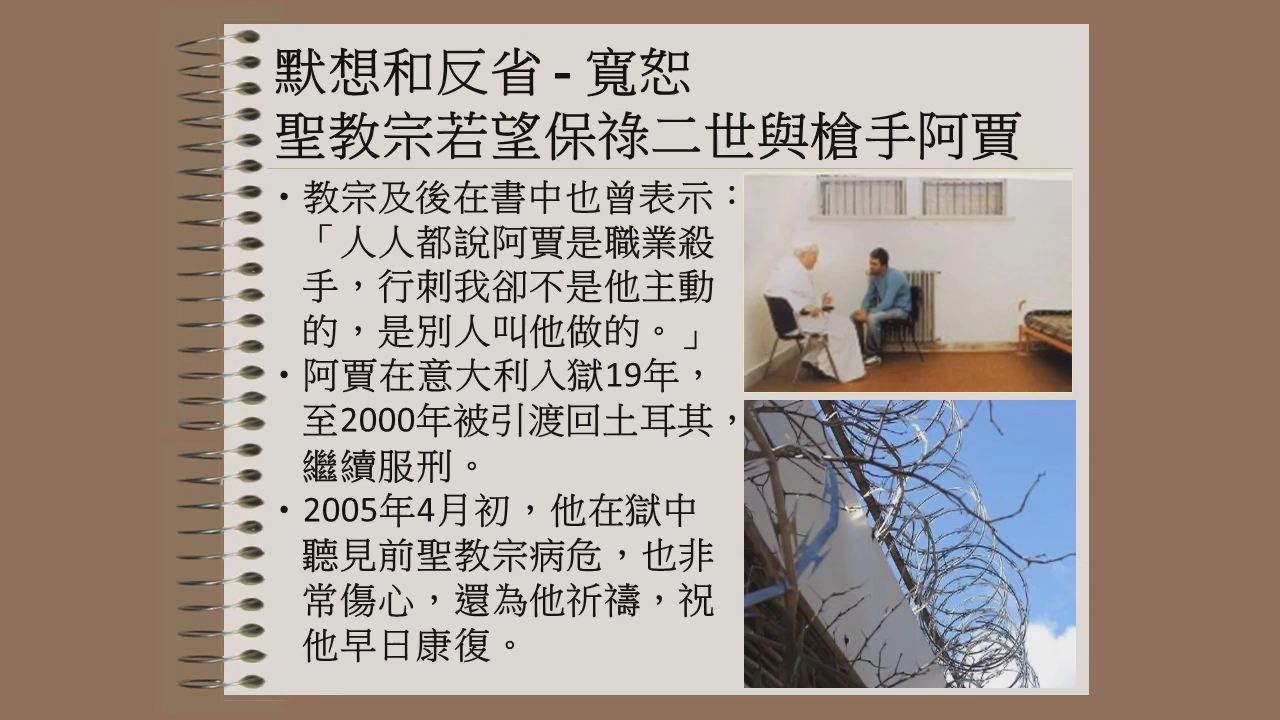 默想和反省 - 寬恕
聖教宗若望保祿二世與槍手阿賈
• 教宗及後在書中也曾表示：
「人人都說阿賈是職業殺
手，行刺我卻不是他主動
的，是別人叫他做的。」
• 阿賈在意大利入獄19年，
至2000年被引渡回土耳其，
繼續服刑。
• 2005年4月初，他在獄中
聽見前聖教宗病危，也非
常傷心，還為他祈禱，祝
他早日康復。